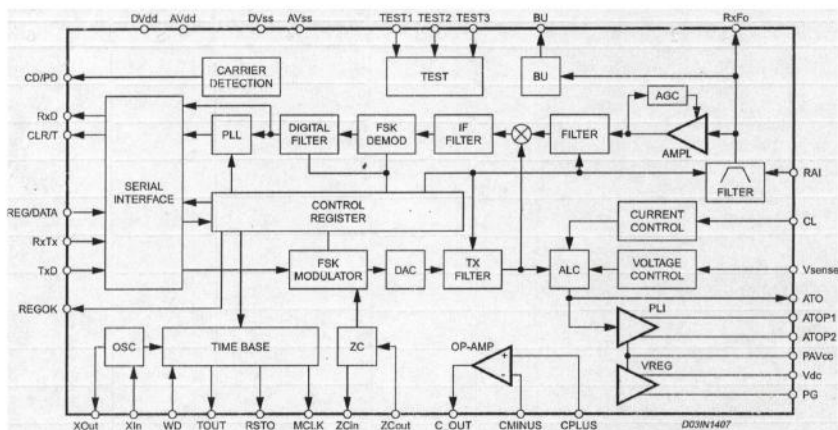 DVdd AVdd DVss AVss TEST1 TEST2 TEST3 BU RxFo
CD/PD
CARRIER
DETECTION
TEST
BU
AGC
RxD
CLR/T
PLL
DIGITAL
FILTER
FSK
DEMOD
IF
FILTER
FILTER
AMPL
SERIAL
INTERFACE
FILTER
RAI
CONTROL
REGISTER
REG/DATA
CURRENT
CONTROL
CL
RxTx
TxD
FSK
MODULATOR
DAC
TX
FILTER
ALC
VOLTAGE
CONTROL
Vsense
ATO
REGOK
PLI
ATOP1
ATOP2
OSC
TIME BASE
ZC
OP-AMP
+
-
PAVcc
VREG
Vdc
PG
XOut XIn WD TOUT RSTO MCLK ZCin ZCout C_OUT CMINUS CPLUS D03IN1407